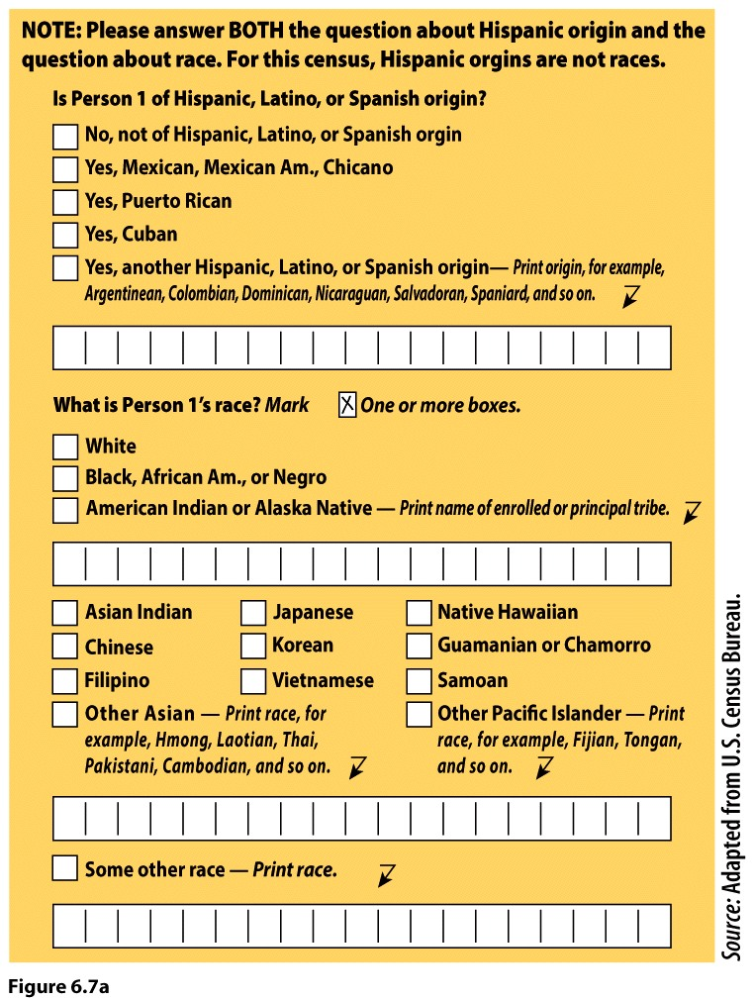 NOTE: Please answer BOTH the question about Hispanic origin and the
question about race. For this census, Hispanic orgins are not races.
Is Person 1 of Hispanic, Latino, or Spanish origin?
No, not of Hispanic, Latino, or Spanish orgin
Yes, Mexican, Mexican Am., Chicano
Yes, Puerto Rican
Yes, Cuban
Yes, another Hispanic, Latino, or Spanish origin— Print origin, for example,
Argentinean, Colombian, Dominican, Nicaraguan, Salvadoran, Spaniard, and so on.
What is Person 1's race? Mark X One or more boxes.
White
Black, African Am., or Negro
American Indian or Alaska Native — Print name of enrolled or principal tribe.
Asian Indian Japanese Native Hawaiian
Chinese Korean Guamanian or Chamorro
Filipino Vietnamese Samoan
Other Asian — Print race, for
example, Hmong, Laotian, Thai,
Pakistani, Cambodian, and so on.
Other Pacific Islander — Print
race, for example, Fijian, Tongan,
and so on.
Some other race — Print race.
Source: Adapted from U.S. Census Bureau.
Figure 6.7a